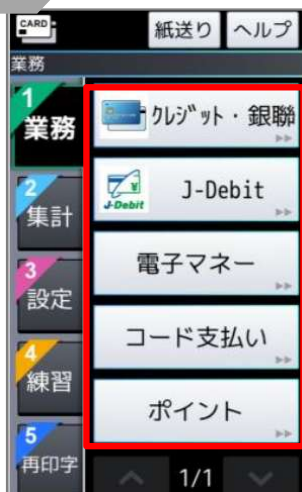 CARD
紙送り ヘルプ
業務
1
業務
2
集計
3
設定
4
練習
5
再印字
クレジット・銀聯
J-Debit
J-Debit
電子マネー
コード支払い
ポイント
1/1